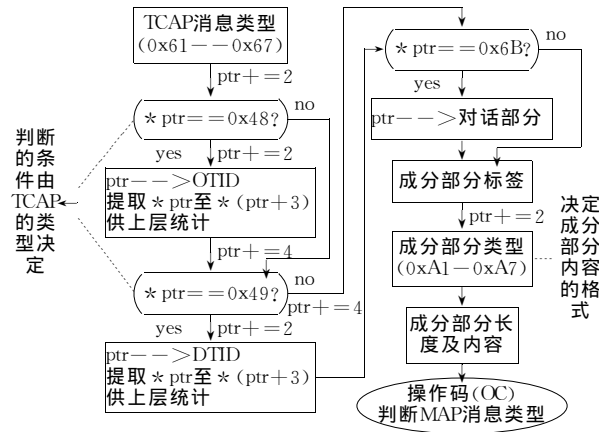 TCAP消息类型
(0x61--0x67)
ptr+=2
*ptr==0x48?
no
yes
ptr+=2
判断
的条
件由
TCAP
的类
型决
定
ptr-->OTID
提取*ptr至*(ptr+3)
供上层统计
ptr+=4
*ptr==0x49?
no
ptr+=4
yes
ptr+=2
ptr-->DTID
提取*ptr至*(ptr+3)
供上层统计
*ptr==0x6B?
no
yes
ptr-->对话部分
成分部分标签
ptr+=2
成分部分类型
(0xA1-0xA7)
决定
成分
部分
内容
的格
式
成分部分长
度及内容
操作码(OC)
判断MAP消息类型